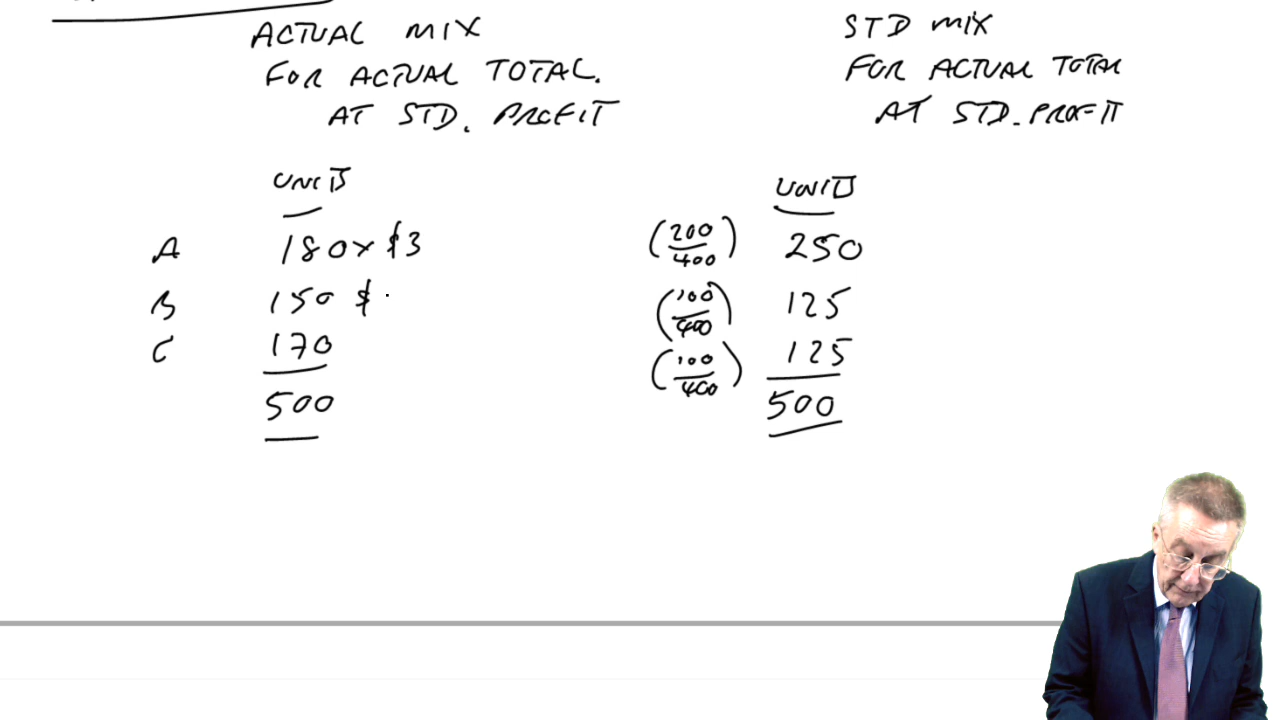 ACTUAL MIX
FOR ACTUAL TOTAL.
AT STD. PROFIT
UNITS
A 180 x $3
B 150 $
C 170
500
STD MIX
FOR ACTUAL TOTAL
AT STD. PROFIT
UNITS
(200/400) 250
(100/400) 125
(100/400) 125
500